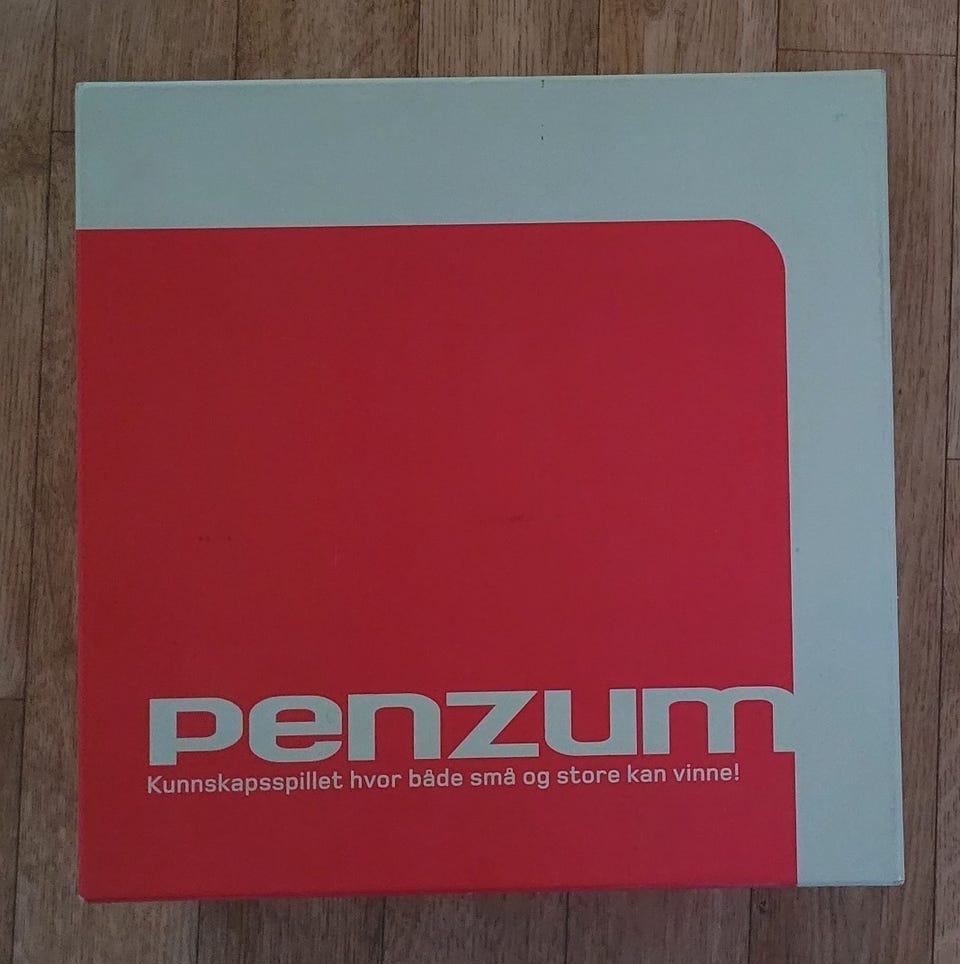 penzum
Kunnskapsspillet hvor både små og store kan vinne!